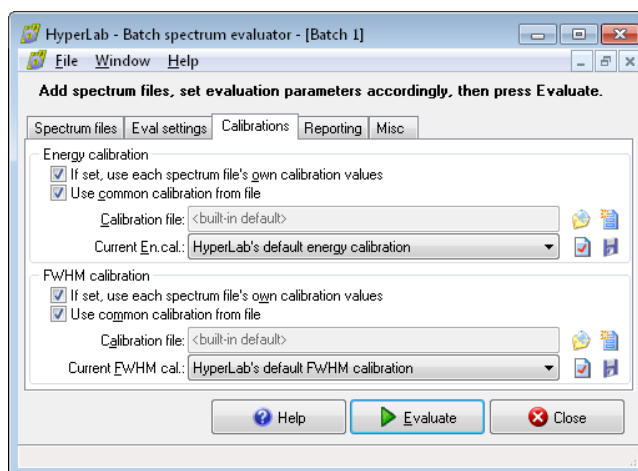 HyperLab - Batch spectrum evaluator - [Batch 1]
File Window Help
Add spectrum files, set evaluation parameters accordingly, then press Evaluate.
Spectrum files Eval settings Calibrations Reporting Misc
Energy calibration
If set, use each spectrum file's own calibration values
Use common calibration from file
Calibration file: <built-in default>
Current En.cal.: HyperLab's default energy calibration
FWHM calibration
If set, use each spectrum file's own calibration values
Use common calibration from file
Calibration file: <built-in default>
Current FWHM cal.: HyperLab's default FWHM calibration
Help Evaluate Close